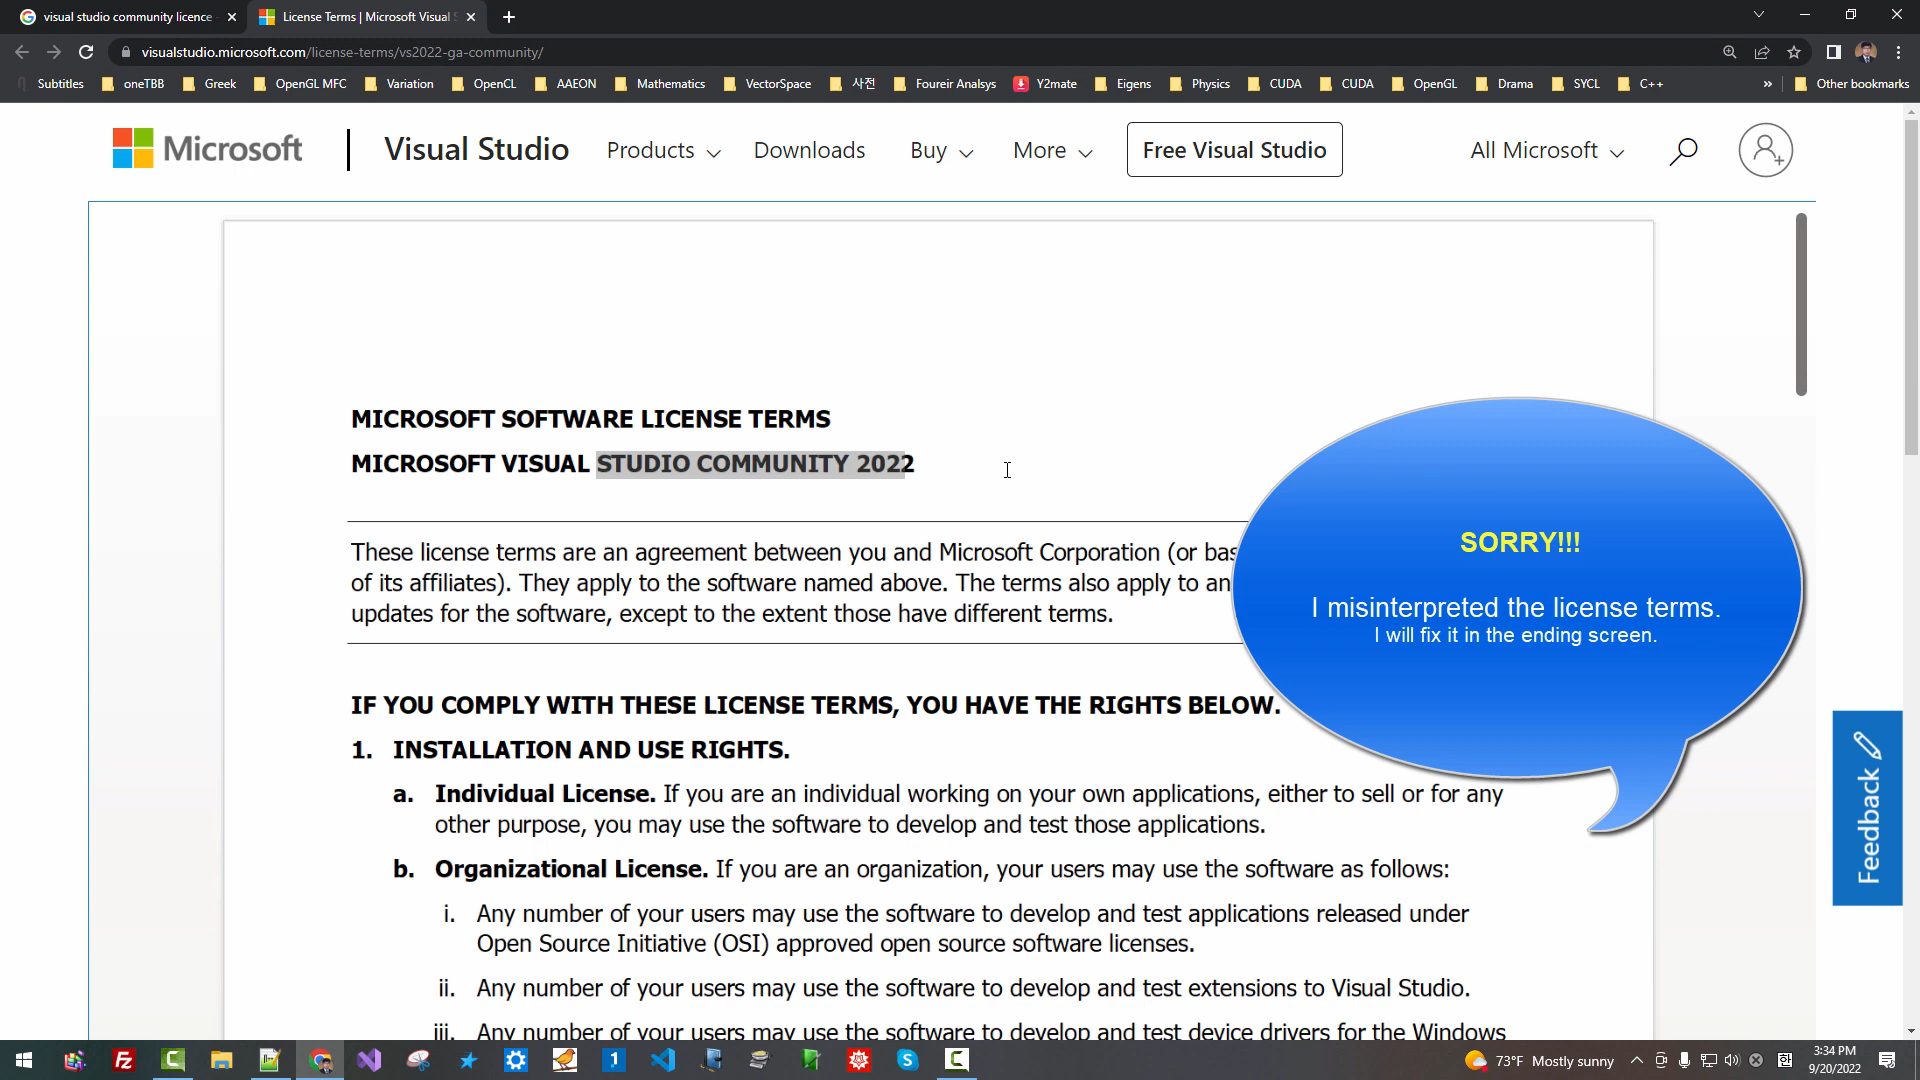 visual studio community licence
License Terms | Microsoft Visual S
visualstudio.microsoft.com/license-terms/vs2022-ga-community/
Subtitles
oneTBB
Greek
OpenGL MFC
Variation
OpenCL
AAEON
Mathematics
VectorSpace
사전
Foureir Analsys
Y2mate
Eigens
Physics
CUDA
CUDA
OpenGL
Drama
SYCL
C++
»
Other bookmarks
Microsoft
Visual Studio
Products
Downloads
Buy
More
Free Visual Studio
All Microsoft
MICROSOFT SOFTWARE LICENSE TERMS
MICROSOFT VISUAL STUDIO COMMUNITY 2022
These license terms are an agreement between you and Microsoft Corporation (or bas
of its affiliates). They apply to the software named above. The terms also apply to an
updates for the software, except to the extent those have different terms.
SORRY!!!
I misinterpreted the license terms.
I will fix it in the ending screen.
IF YOU COMPLY WITH THESE LICENSE TERMS, YOU HAVE THE RIGHTS BELOW.
1. INSTALLATION AND USE RIGHTS.
a. Individual License. If you are an individual working on your own applications, either to sell or for any
other purpose, you may use the software to develop and test those applications.
b. Organizational License. If you are an organization, your users may use the software as follows:
i. Any number of your users may use the software to develop and test applications released under
Open Source Initiative (OSI) approved open source software licenses.
ii. Any number of your users may use the software to develop and test extensions to Visual Studio.
iii. Any number of your users may use the software to develop and test device drivers for the Windows
Feedback
73°F Mostly sunny
한
3:34 PM
9/20/2022